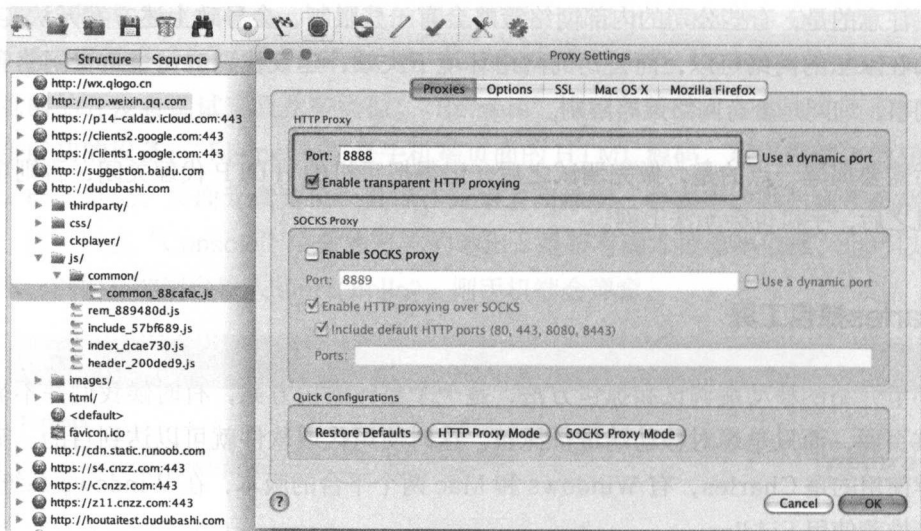 Structure Sequence
http://wx.qlogo.cn
http://mp.weixin.qq.com
https://p14-caldav.icloud.com:443
https://clients2.google.com:443
https://clients1.google.com:443
http://suggestion.baidu.com
http://dudubashi.com
thirdparty/
css/
ckplayer/
js/
common/
common_88cafac.js
rem_889480d.js
include_57bf689.js
index_dcae730.js
header_200ded9.js
images/
html/
<default>
favicon.ico
http://cdn.static.runoob.com
https://s4.cnzz.com:443
https://c.cnzz.com:443
https://z11.cnzz.com:443
http://houtaitest.dudubashi.com
Proxy Settings
Proxies Options SSL Mac OS X Mozilla Firefox
HTTP Proxy
Port: 8888 Use a dynamic port
Enable transparent HTTP proxying
SOCKS Proxy
Enable SOCKS proxy
Port: 8889 Use a dynamic port
Enable HTTP proxying over SOCKS
Include default HTTP ports (80, 443, 8080, 8443)
Ports:
Quick Configurations
Restore Defaults HTTP Proxy Mode SOCKS Proxy Mode
? Cancel OK